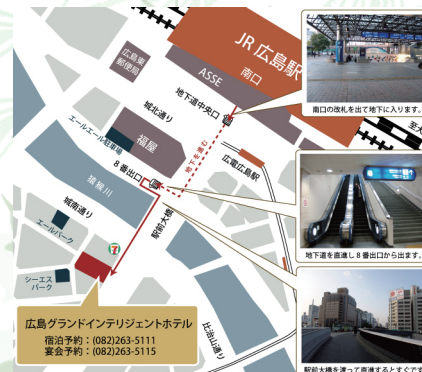 JR 広島駅
南口
ASSE
広島東
郵便局
地下道中央口
城北通り
エールエール駐車場
福屋
地下を進む
広電広島駅
8 番出口
猿猴川
城南通り
エールパーク
駅前大橋
シーエス
パーク
比治山通り
広島グランドインテリジェントホテル
宿泊予約：(082)263-5111
宴会予約：(082)263-5115
南口の改札を出て地下に入ります。
地下道を直進し 8 番出口から出ます。
駅前大橋を渡って直進するとすぐです